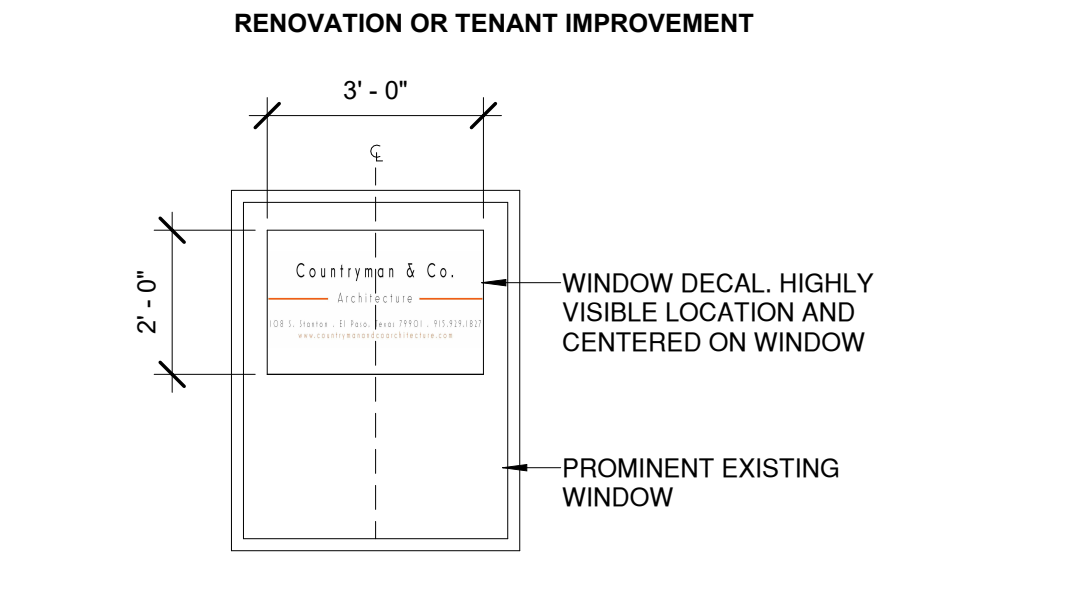 RENOVATION OR TENANT IMPROVEMENT
3' - 0"
℄
2' - 0"
Countryman & Co.
Architecture
108 S. Stanton . El Paso, Texas 79901 . 915.929.1827
www.countrymanandcoarchitecture.com
WINDOW DECAL. HIGHLY
VISIBLE LOCATION AND
CENTERED ON WINDOW
PROMINENT EXISTING
WINDOW